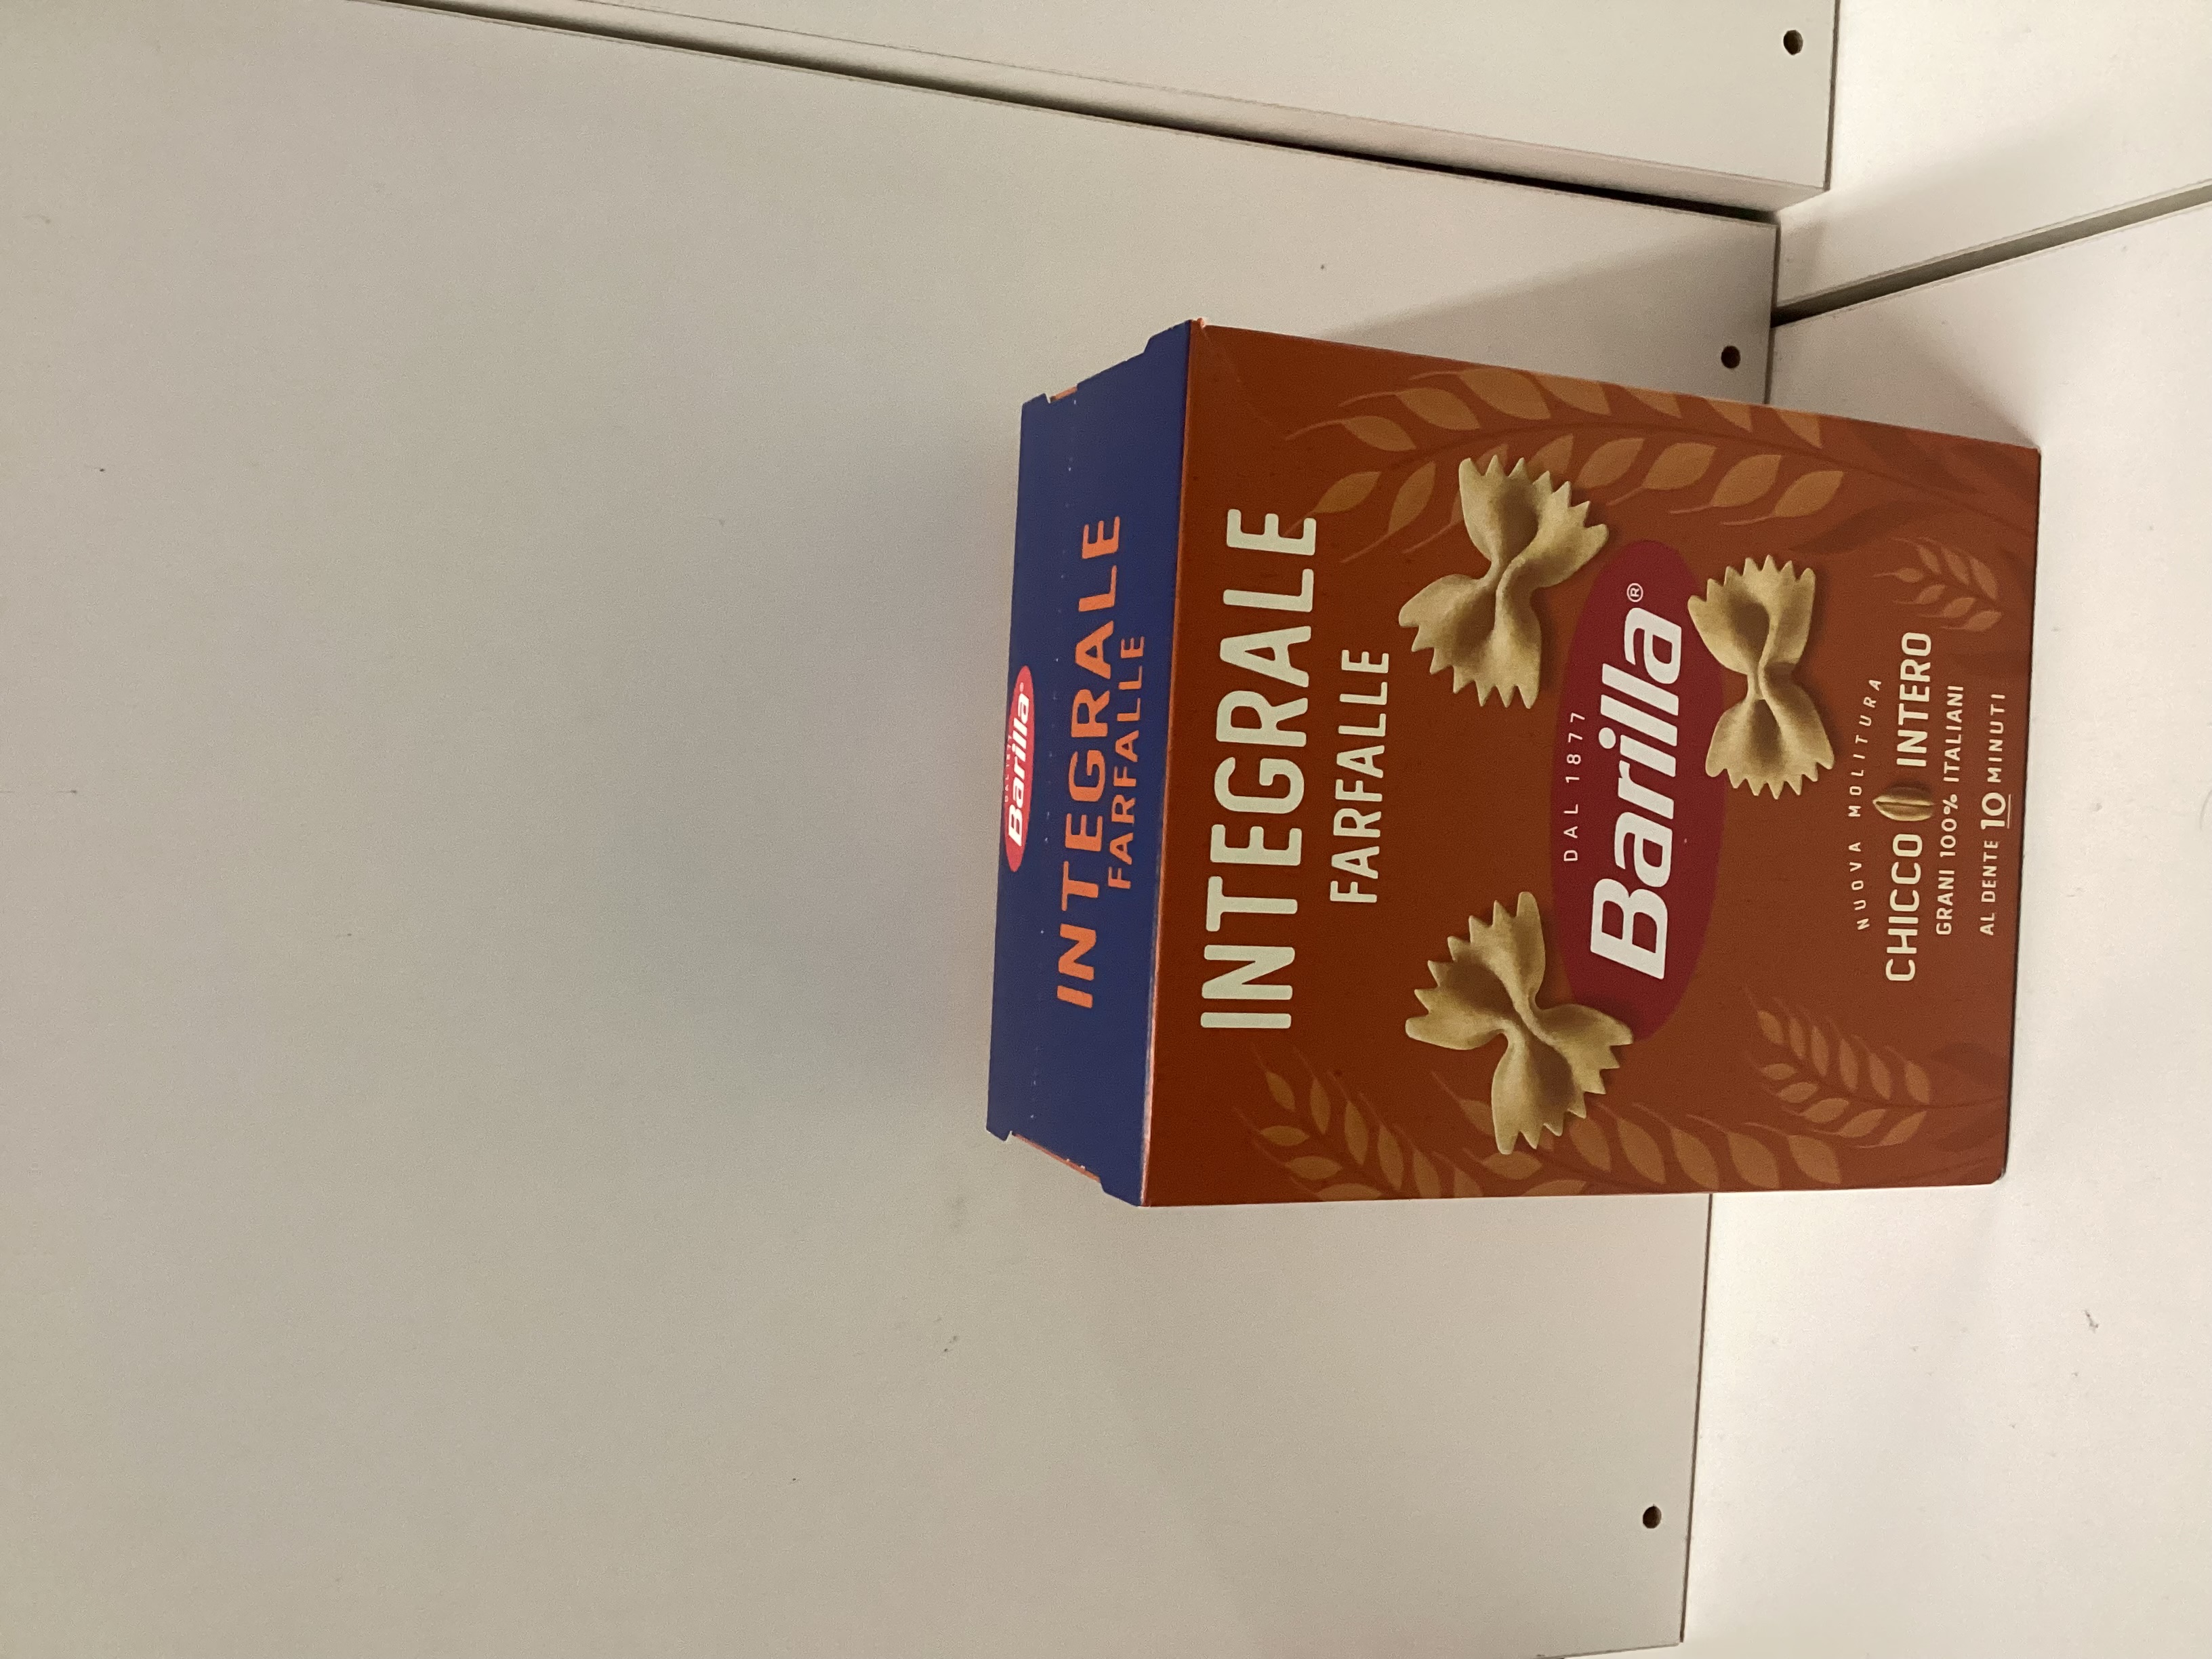 Barilla
INTEGRALE
FARFALLE
INTEGRALE
FARFALLE
DAL 1877
Barilla®
NUOVA MOLITURA
CHICCO INTERO
GRANI 100% ITALIANI
AL DENTE 10 MINUTI